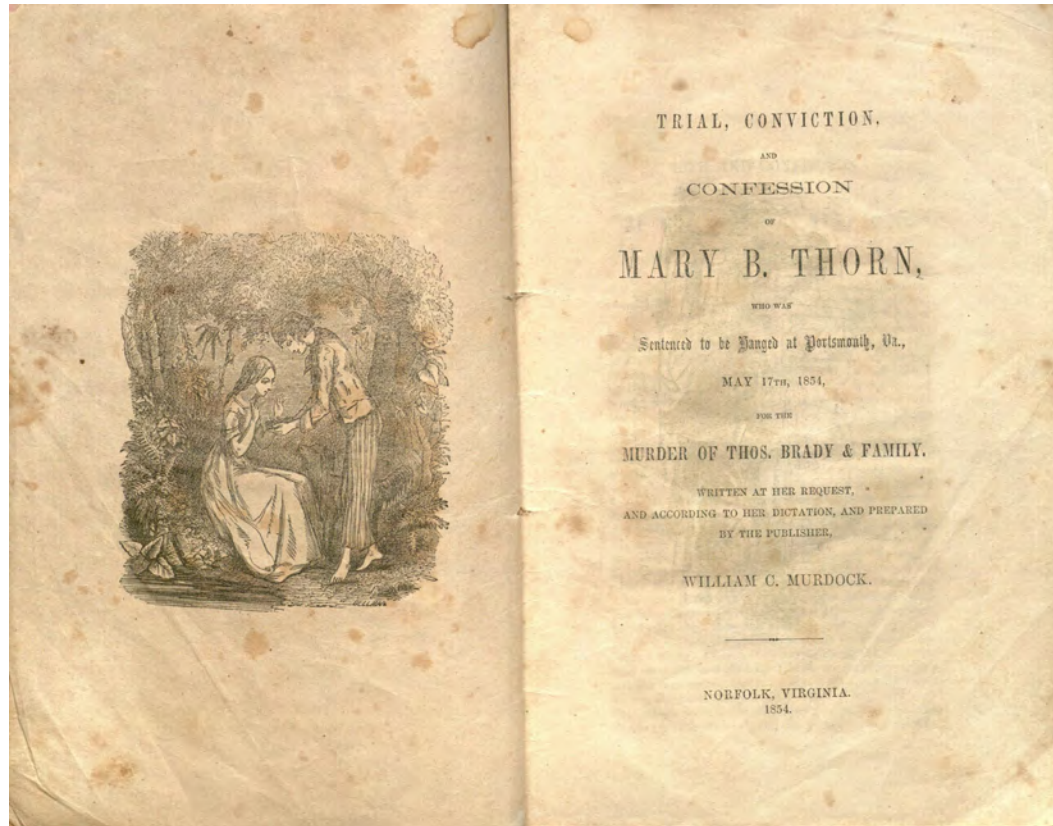 TRIAL, CONVICTION,
AND
CONFESSION
OF
MARY B. THORN,
WHO WAS
Sentenced to be Hanged at Portsmouth, Va.,
MAY 17TH, 1854,
FOR THE
MURDER OF THOS. BRADY & FAMILY.
WRITTEN AT HER REQUEST,
AND ACCORDING TO HER DICTATION, AND PREPARED
BY THE PUBLISHER,
WILLIAM C. MURDOCK.
NORFOLK, VIRGINIA.
1854.